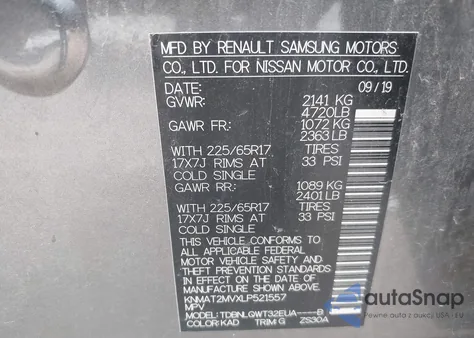 MFD BY RENAULT SAMSUNG MOTORS
CO., LTD. FOR NISSAN MOTOR CO., LTD.
DATE: 09/19
GVWR: 2141 KG
4720LB
GAWR FR: 1072 KG
2363LB
WITH 225/65R17 TIRES
17X7J RIMS AT 33 PSI
COLD SINGLE
GAWR RR: 1089 KG
2401LB
WITH 225/65R17 TIRES
17X7J RIMS AT 33 PSI
COLD SINGLE
THIS VEHICLE CONFORMS TO
ALL APPLICABLE FEDERAL
MOTOR VEHICLE SAFETY STANDARDS
IN EFFECT ON THE DATE OF
MANUFACTURE SHOWN ABOVE.
KNMAT2MVXLP521557
MPV
MODEL: TDBNLGWT32EUA-----B
COLOR:KAD TRIM:G ZS30A
autoSnap